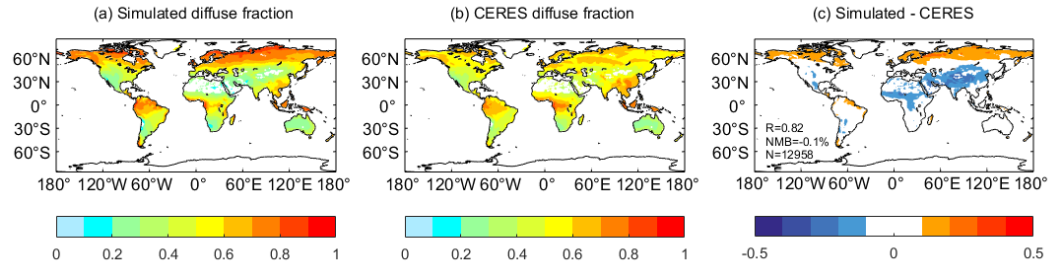 (a) Simulated diffuse fraction
(b) CERES diffuse fraction
(c) Simulated - CERES
60°N
30°N
0°
30°S
60°S
180°120°W 60°W 0° 60°E 120°E 180°
60°N
30°N
0°
30°S
60°S
180°120°W 60°W 0° 60°E 120°E 180°
60°N
30°N
0°
30°S
60°S
R=0.82
NMB=-0.1%
N=12958
180°120°W 60°W 0° 60°E 120°E 180°
0 0.2 0.4 0.6 0.8 1
0 0.2 0.4 0.6 0.8 1
-0.5 0 0.5